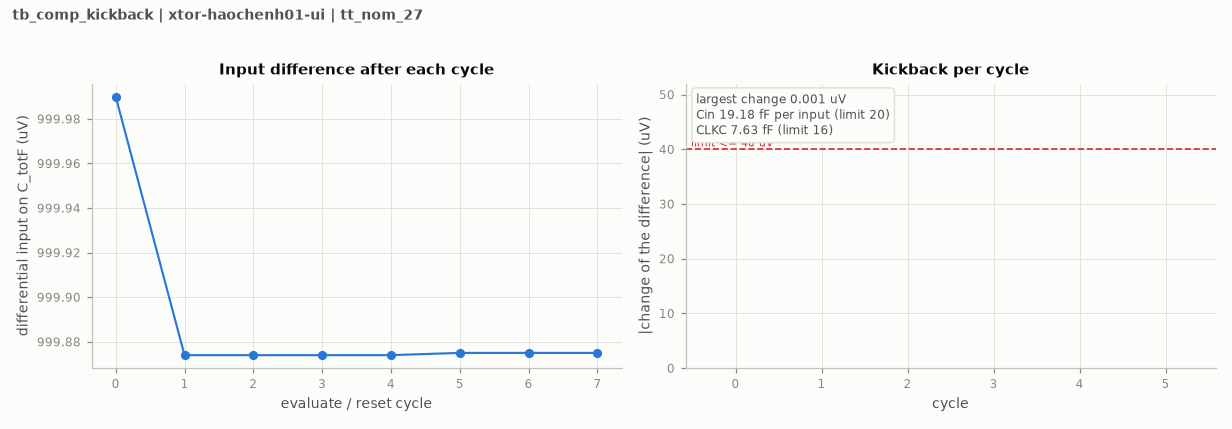 tb_comp_kickback | xtor-haochenh01-ui | tt_nom_27
Input difference after each cycle
differential input on C_totF (uV)
999.98
999.96
999.94
999.92
999.90
999.88
0 1 2 3 4 5 6 7
evaluate / reset cycle
Kickback per cycle
|change of the difference| (uV)
largest change 0.001 uV
Cin 19.18 fF per input (limit 20)
CLKC 7.63 fF (limit 16)
50
40
30
20
10
0
0 1 2 3 4 5
cycle